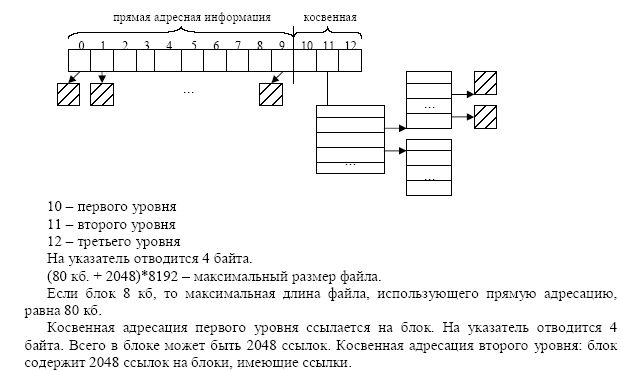 прямая адресная информация косвенная
0 1 2 3 4 5 6 7 8 9 10 11 12
...
...
...
...
10 – первого уровня
11 – второго уровня
12 – третьего уровня
На указатель отводится 4 байта.
(80 кб. + 2048)*8192 – максимальный размер файла.
Если блок 8 кб, то максимальная длина файла, использующего прямую адресацию,
равна 80 кб.
Косвенная адресация первого уровня ссылается на блок. На указатель отводится 4
байта. Всего в блоке может быть 2048 ссылок. Косвенная адресация второго уровня: блок
содержит 2048 ссылок на блоки, имеющие ссылки.